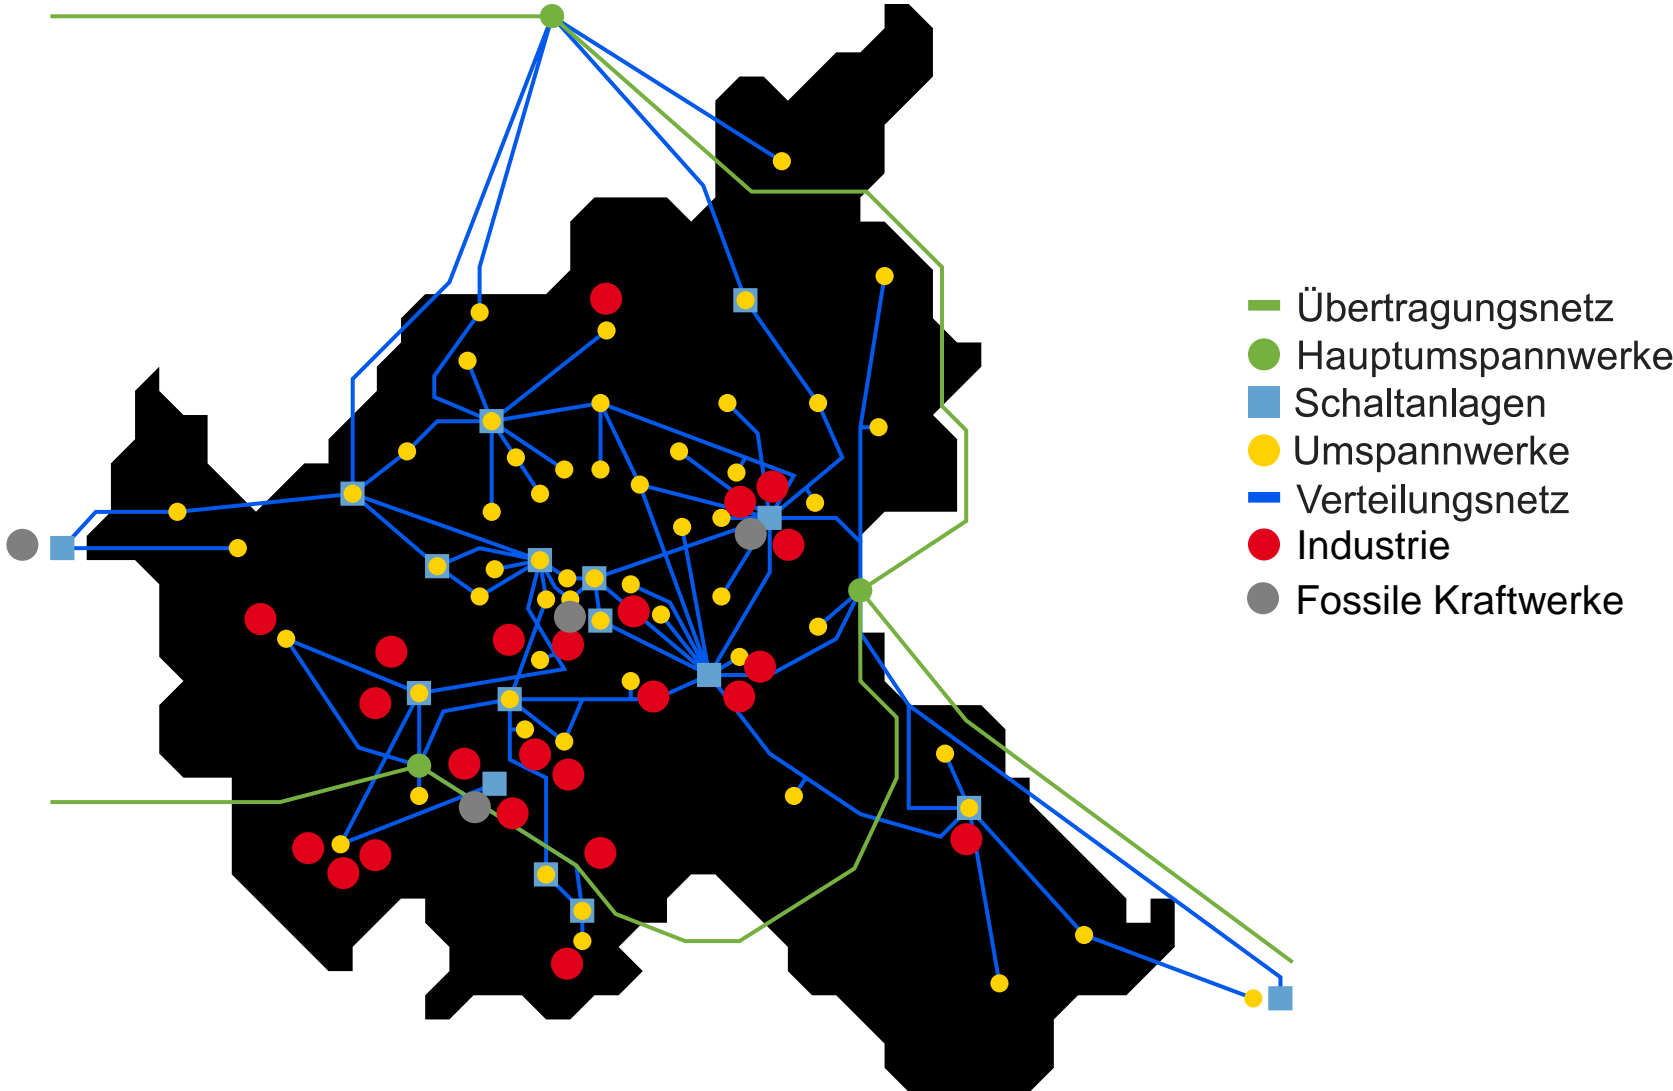 Übertragungsnetz
Hauptumspannwerke
Schaltanlagen
Umspannwerke
Verteilungsnetz
Industrie
Fossile Kraftwerke